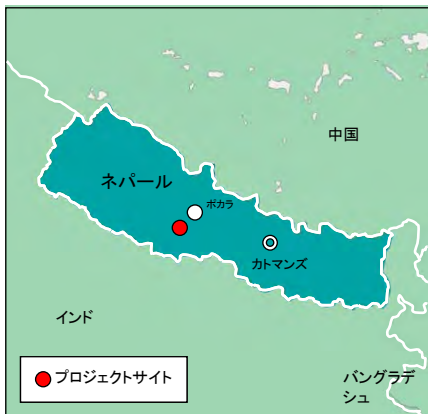 中国
ネパール
ポカラ
カトマンズ
インド
プロジェクトサイト
バングラデ
シュ